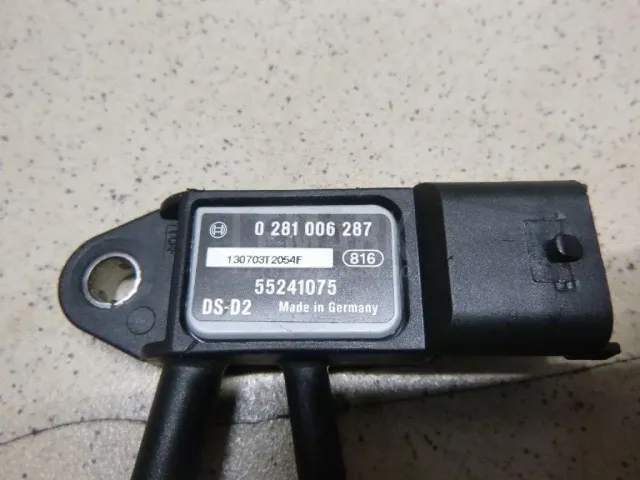 0 281 006 287
130703T2054F 816
55241075
DS-D2 Made in Germany